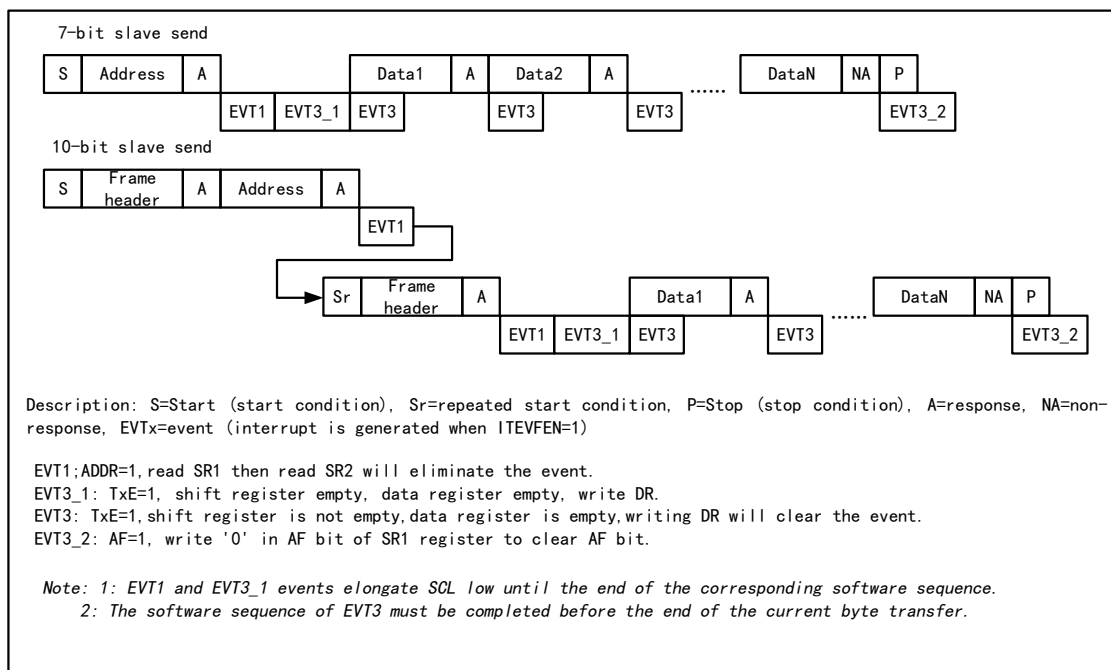 7-bit slave send
S Address A Data1 A Data2 A ...... DataN NA P
EVT1 EVT3_1 EVT3 EVT3 EVT3 EVT3_2
10-bit slave send
S Frame header A Address A
EVT1
Sr Frame header A Data1 A ...... DataN NA P
EVT1 EVT3_1 EVT3 EVT3 EVT3_2
Description: S=Start (start condition), Sr=repeated start condition, P=Stop (stop condition), A=response, NA=non-
response, EVTx=event (interrupt is generated when ITEVFEN=1)
EVT1;ADDR=1,read SR1 then read SR2 will eliminate the event.
EVT3_1: TxE=1, shift register empty, data register empty, write DR.
EVT3: TxE=1,shift register is not empty,data register is empty,writing DR will clear the event.
EVT3_2: AF=1, write '0' in AF bit of SR1 register to clear AF bit.
Note: 1: EVT1 and EVT3_1 events elongate SCL low until the end of the corresponding software sequence.
2: The software sequence of EVT3 must be completed before the end of the current byte transfer.